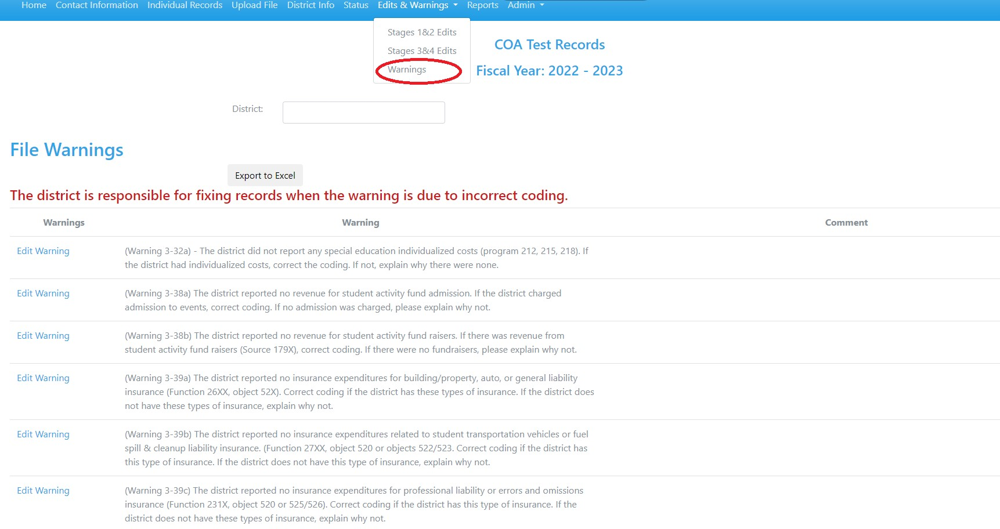 Home Contact Information Individual Records Upload File District Info Status Edits & Warnings Reports Admin
Stages 1&2 Edits
Stages 3&4 Edits
Warnings
COA Test Records
Fiscal Year: 2022 - 2023
District:
File Warnings
Export to Excel
The district is responsible for fixing records when the warning is due to incorrect coding.
Warnings Warning Comment
Edit Warning (Warning 3-32a) - The district did not report any special education individualized costs (program 212, 215, 218). If
the district had individualized costs, correct the coding. If not, explain why there were none.
Edit Warning (Warning 3-38a) The district reported no revenue for student activity fund admission. If the district charged
admission to events, correct coding. If no admission was charged, please explain why not.
Edit Warning (Warning 3-38b) The district reported no revenue for student activity fund raisers. If there was revenue from
student activity fund raisers (Source 179X), correct coding. If there were no fundraisers, please explain why not.
Edit Warning (Warning 3-39a) The district reported no insurance expenditures for building/property, auto, or general liability
insurance (Function 26XX, object 52X). Correct coding if the district has these types of insurance. If the district does
not have these types of insurance, explain why not.
Edit Warning (Warning 3-39b) The district reported no insurance expenditures related to student transportation vehicles or fuel
spill & cleanup liability insurance. (Function 27XX, object 520 or objects 522/523. Correct coding if the district has
this type of insurance. If the district does not have this type of insurance, explain why not.
Edit Warning (Warning 3-39c) The district reported no insurance expenditures for professional liability or errors and omissions
insurance (Function 231X, object 520 or 525/526). Correct coding if the district has this type of insurance. If the
district does not have these types of insurance, explain why not.